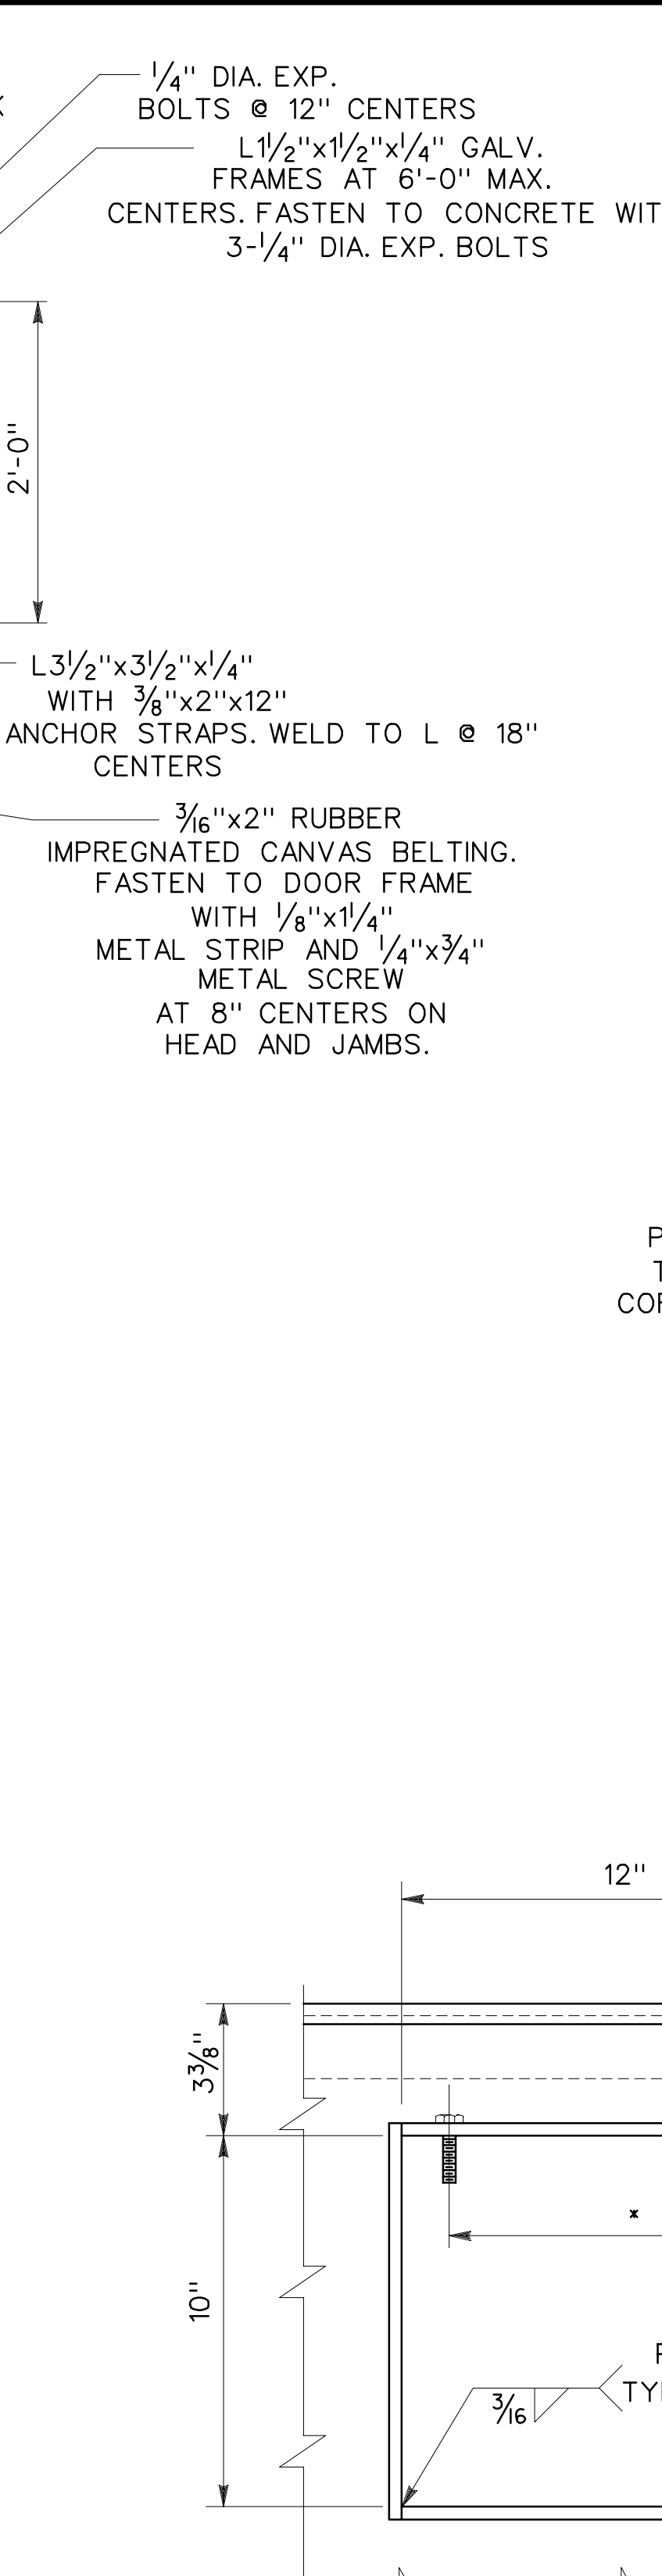 1/4" DIA. EXP.
BOLTS @ 12" CENTERS
L1 1/2"x1 1/2"x1/4" GALV.
FRAMES AT 6'-0" MAX.
CENTERS. FASTEN TO CONCRETE WIT
3-1/4" DIA. EXP. BOLTS
2'-0"
L3 1/2"x3 1/2"x1/4"
WITH 3/8"x2"x12"
ANCHOR STRAPS. WELD TO L @ 18"
CENTERS
3/16"x2" RUBBER
IMPREGNATED CANVAS BELTING.
FASTEN TO DOOR FRAME
WITH 1/8"x1 1/4"
METAL STRIP AND 1/4"x3/4"
METAL SCREW
AT 8" CENTERS ON
HEAD AND JAMBS.
P
T
COR
12"
3 3/8"
*
10"
3/16
TY